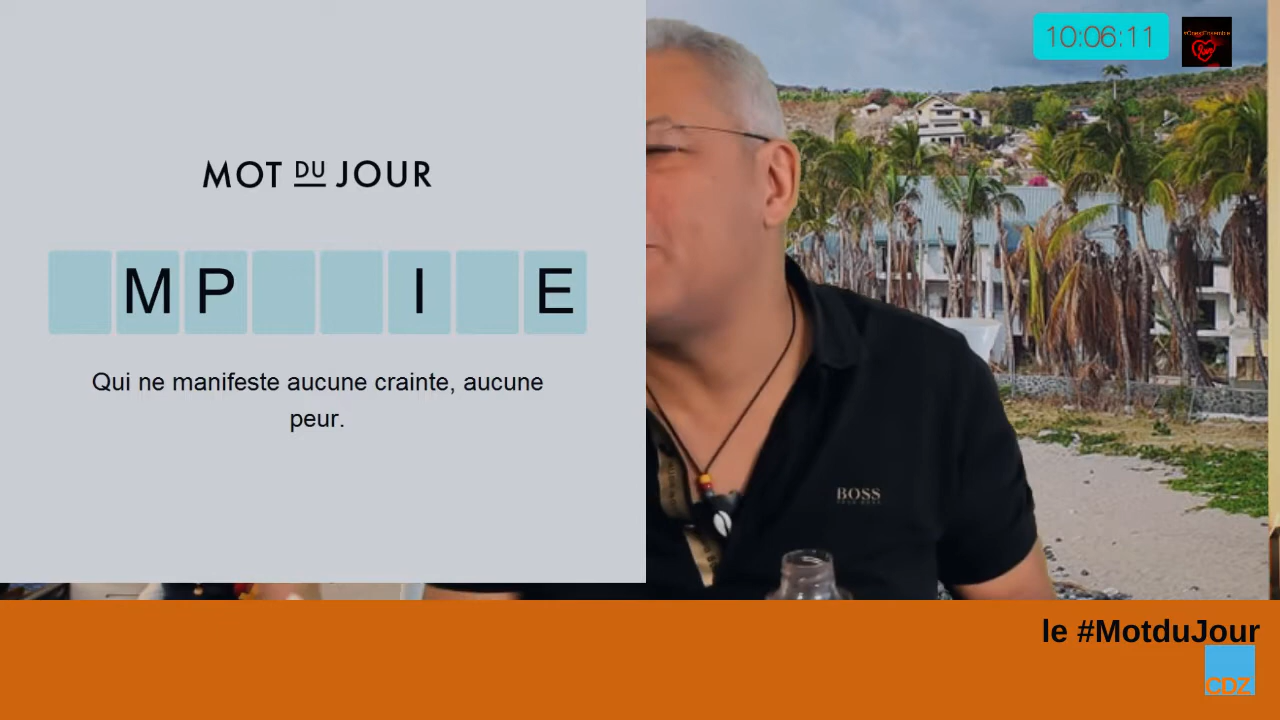 10:06:11
MOT DU JOUR
MP I E
Qui ne manifeste aucune crainte, aucune
peur.
BOSS
le #MotduJour
CDZ